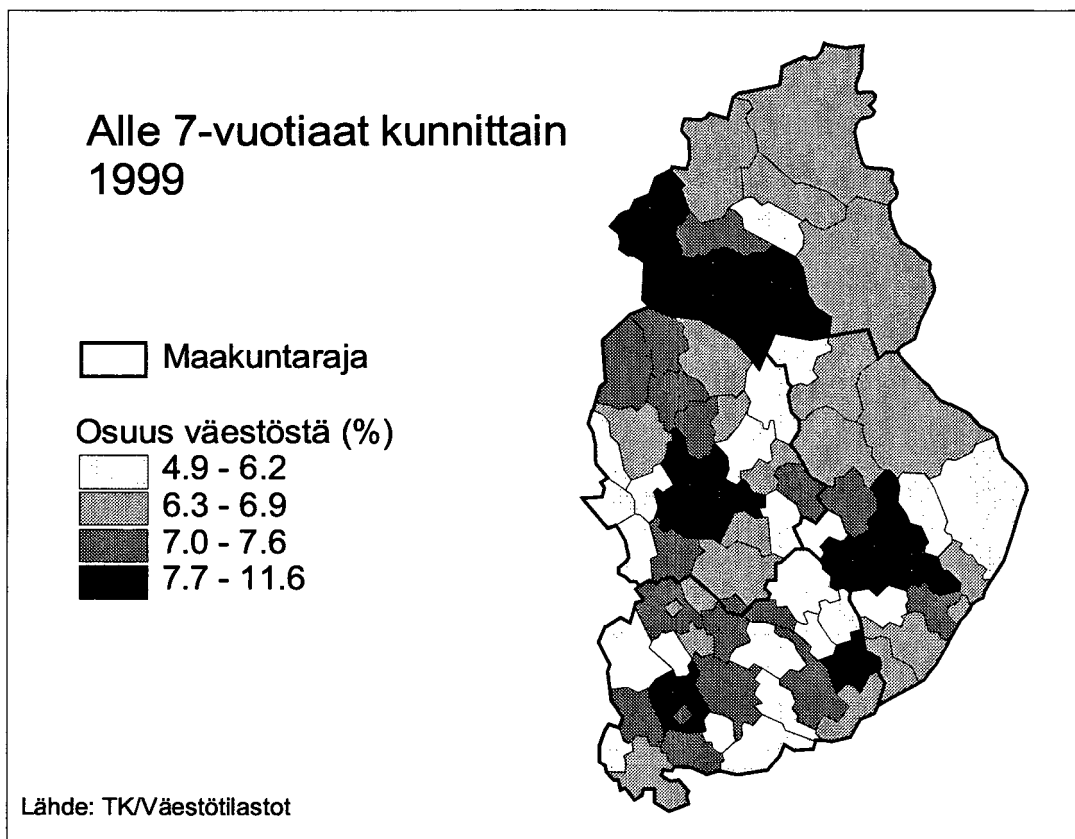 Alle 7-vuotiaat kunnittain
1999
Maakuntaraja
Osuus väestöstä (%)
4.9 - 6.2
6.3 - 6.9
7.0 - 7.6
7.7 - 11.6
Lähde: TK/Väestötilastot